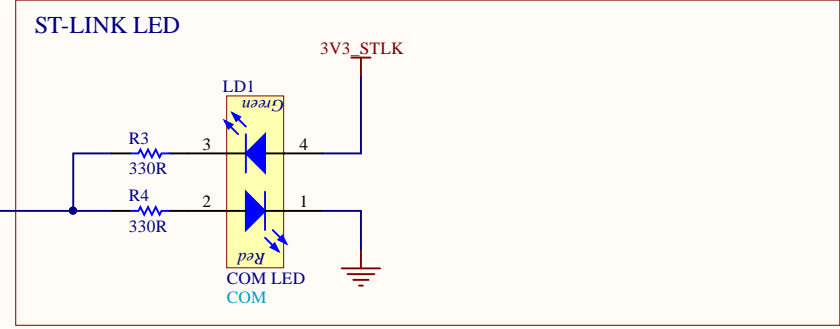 ST-LINK LED
3V3_STLK
LD1
Green
R3
3
4
330R
R4
2
1
330R
Red
COM LED
COM